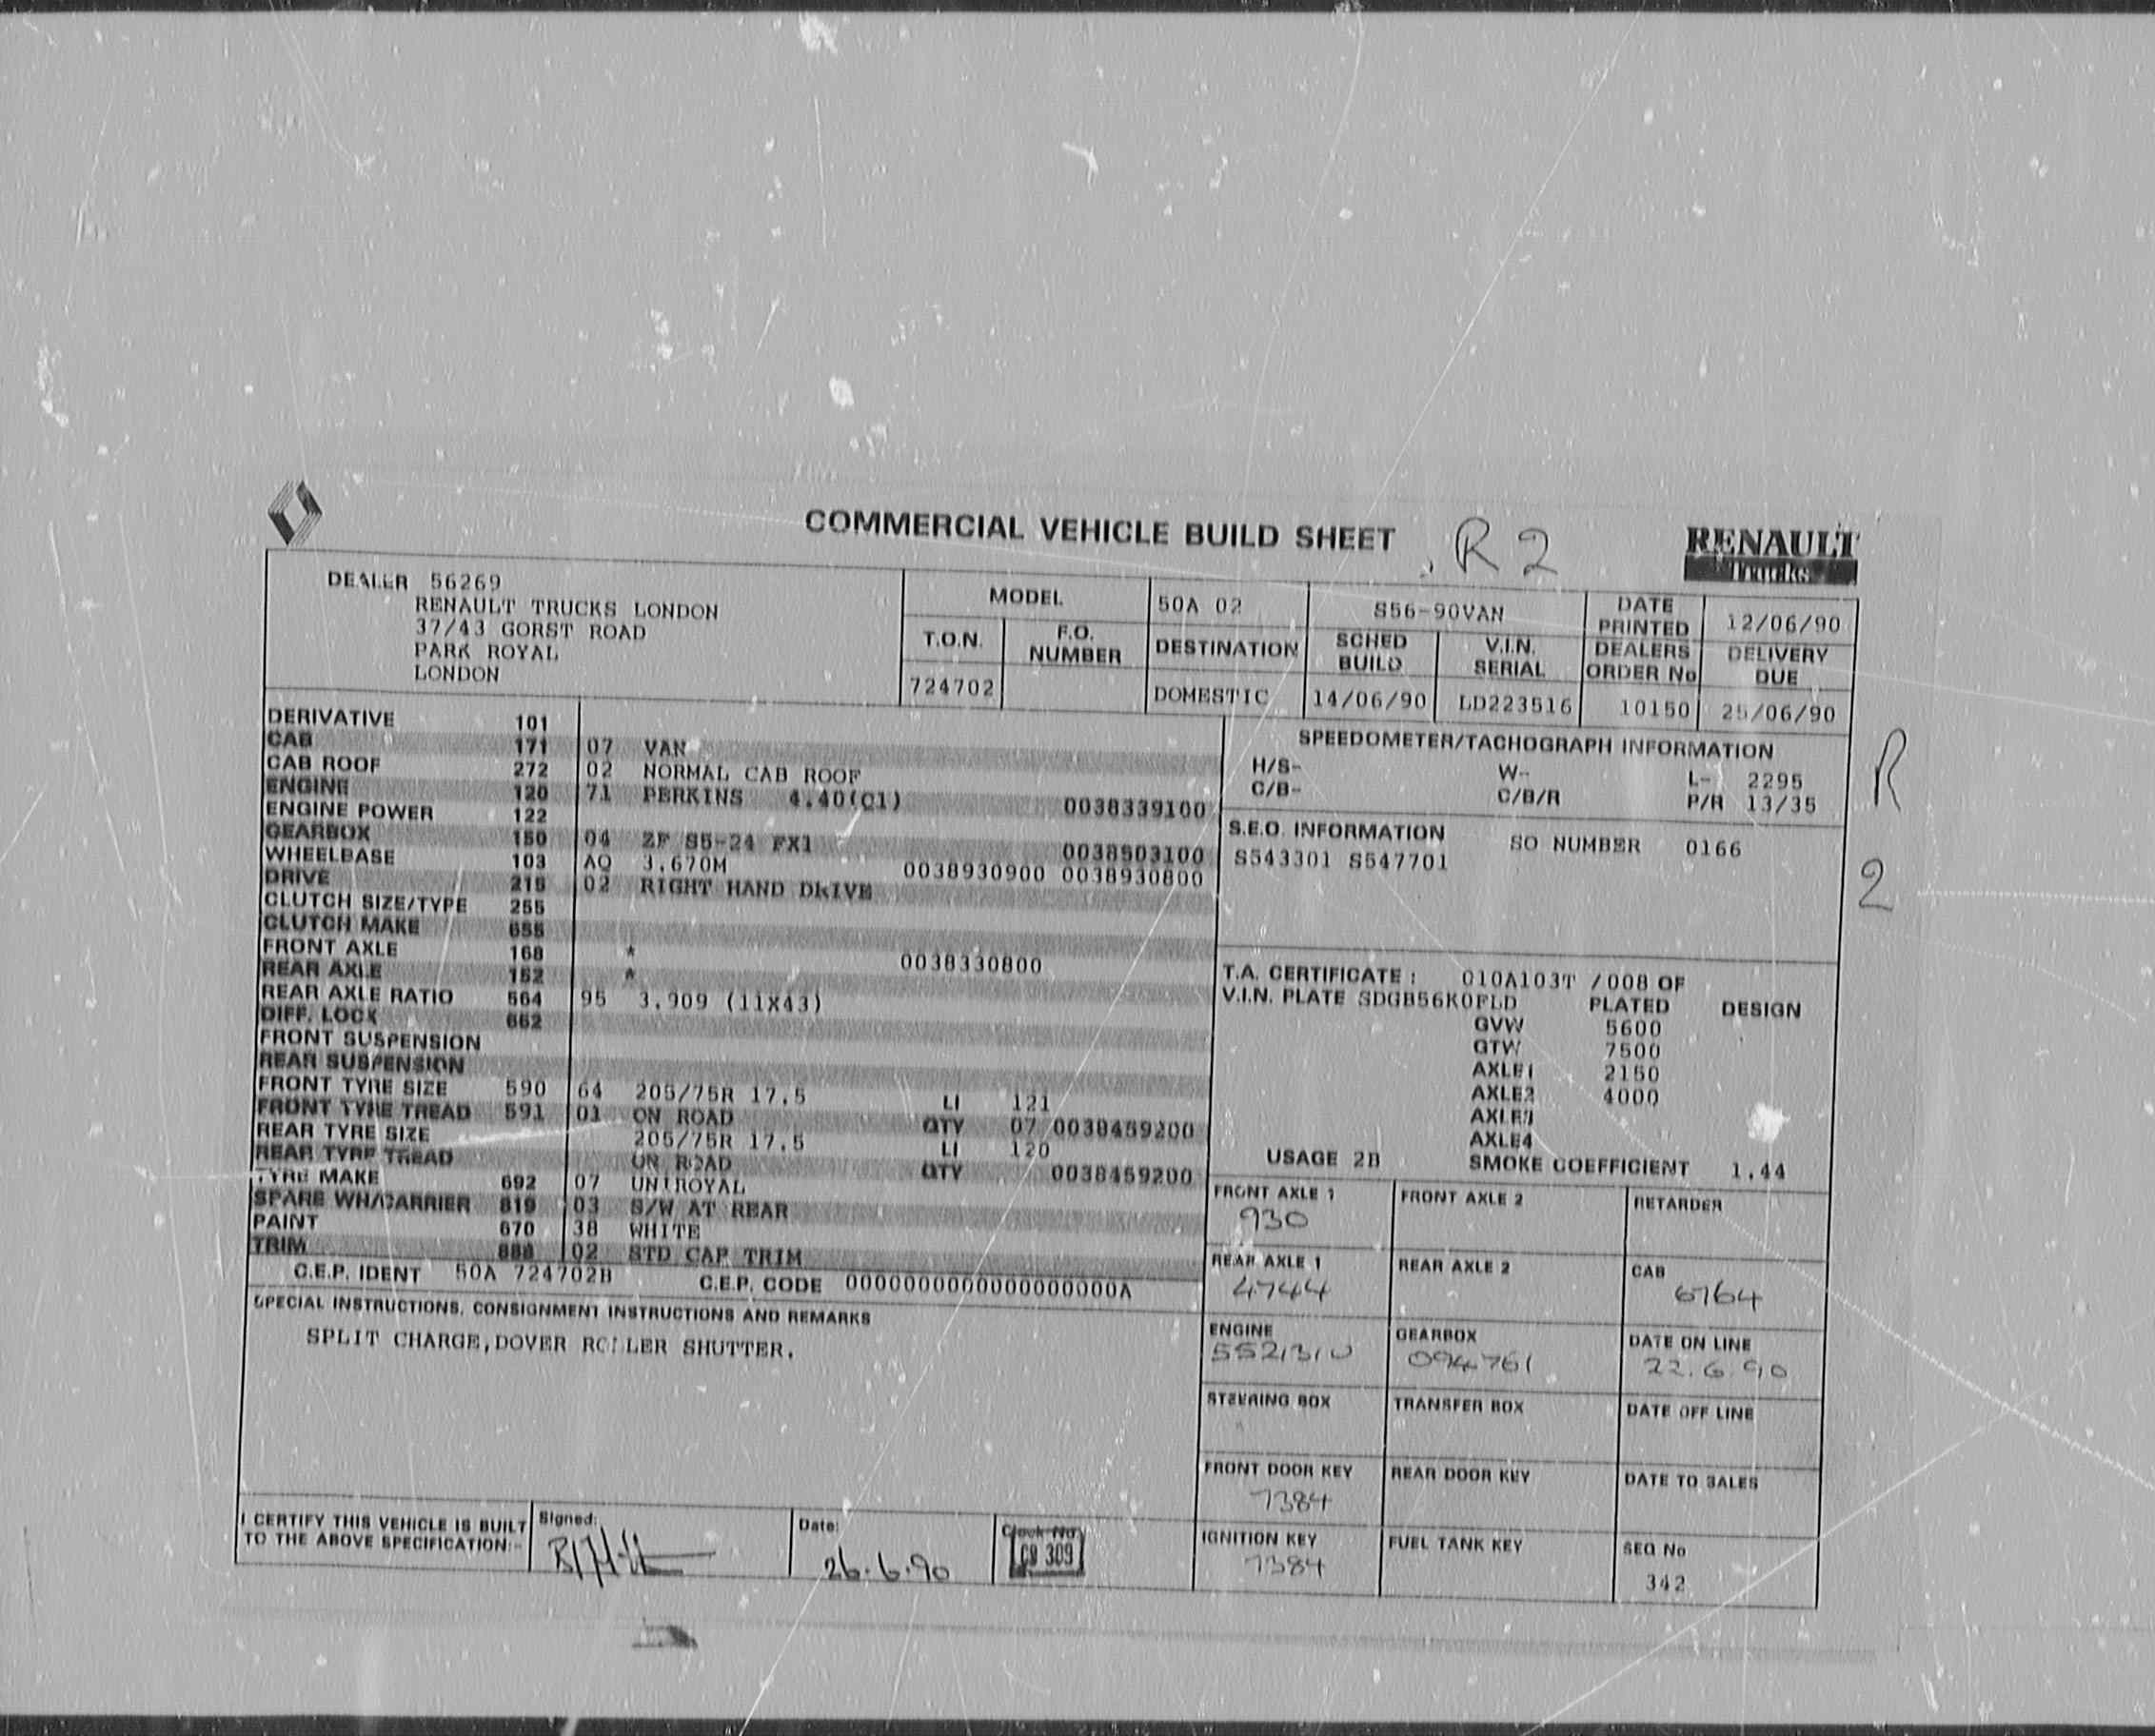 COMMERCIAL VEHICLE BUILD SHEET R2
RENAULT
Trucks
DEALER 56269
RENAULT TRUCKS LONDON
37/43 GORST ROAD
PARK ROYAL
LONDON
MODEL 50A 02 S56-90VAN DATE PRINTED 12/06/90
T.O.N. F.O. NUMBER DESTINATION SCHED BUILD V.I.N. SERIAL DEALERS ORDER No DELIVERY DUE
724702 DOMESTIC 14/06/90 LD223516 10150 25/06/90
DERIVATIVE 101
CAB 171 07 VAN
CAB ROOF 272 02 NORMAL CAB ROOF
ENGINE 120 71 PERKINS 4.40(C1) 0038339100
ENGINE POWER 122
GEARBOX 150 04 ZF S5-24 FX1 0038503100
WHEELBASE 103 AQ 3.670M 0038930900 0038930800
DRIVE 215 02 RIGHT HAND DRIVE
CLUTCH SIZE/TYPE 255
CLUTCH MAKE 655
FRONT AXLE 168 * 0038330800
REAR AXLE 152 *
REAR AXLE RATIO 564 95 3.909 (11X43)
DIFF. LOCK 662
FRONT SUSPENSION
REAR SUSPENSION
FRONT TYRE SIZE 590 64 205/75R 17.5 LI 121
FRONT TYRE TREAD 591 01 ON ROAD QTY 07 0038459200
REAR TYRE SIZE 205/75R 17.5 LI 120
REAR TYRE TREAD ON ROAD QTY 0038459200
TYRE MAKE 692 07 UNIROYAL
SPARE WH/CARRIER 819 03 S/W AT REAR
PAINT 670 38 WHITE
TRIM 888 02 STD CAP TRIM
C.E.P. IDENT 50A 724702B C.E.P. CODE 00000000000000000000A
SPECIAL INSTRUCTIONS, CONSIGNMENT INSTRUCTIONS AND REMARKS
SPLIT CHARGE,DOVER ROLLER SHUTTER.
I CERTIFY THIS VEHICLE IS BUILT
TO THE ABOVE SPECIFICATION:-
Signed:
Date:
26.6.90
Clock No
309
SPEEDOMETER/TACHOGRAPH INFORMATION
H/S- W- L- 2295
C/B- C/B/R P/R 13/35
S.E.O. INFORMATION SO NUMBER 0166
S543301 S547701
T.A. CERTIFICATE : 010A103T /008 OF
V.I.N. PLATE SDGB56K0FLD PLATED DESIGN
GVW 5600
GTW 7500
AXLE1 2150
AXLE2 4000
AXLE3
AXLE4
USAGE 2B SMOKE COEFFICIENT 1.44
FRONT AXLE 1 FRONT AXLE 2 RETARDER
930
REAR AXLE 1 REAR AXLE 2 CAB
4744 6764
ENGINE GEARBOX DATE ON LINE
094761 22.6.90
STEERING BOX TRANSFER BOX DATE OFF LINE
FRONT DOOR KEY REAR DOOR KEY DATE TO SALES
7384
IGNITION KEY FUEL TANK KEY SEQ No
7384 342
R
2